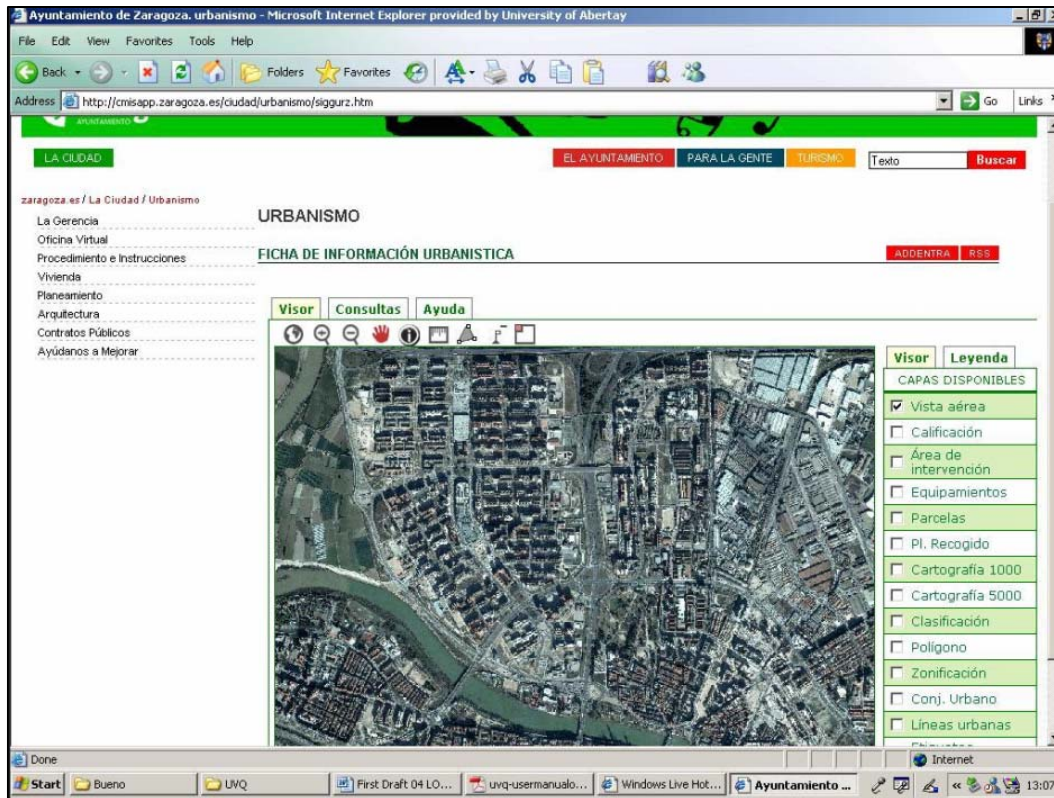 Ayuntamiento de Zaragoza. urbanismo - Microsoft Internet Explorer provided by University of Abertay
File Edit View Favorites Tools Help
Back Folders Favorites
Address http://cmisapp.zaragoza.es/ciudad/urbanismo/siggurz.htm Go Links
AYUNTAMIENTO
LA CIUDAD EL AYUNTAMIENTO PARA LA GENTE TURISMO Texto Buscar
zaragoza.es / La Ciudad / Urbanismo
La Gerencia
Oficina Virtual
Procedimiento e Instrucciones
Vivienda
Planeamiento
Arquitectura
Contratos Públicos
Ayúdanos a Mejorar
URBANISMO
FICHA DE INFORMACIÓN URBANISTICA ADDENTRA RSS
Visor Consultas Ayuda
Visor Leyenda
CAPAS DISPONIBLES
Vista aérea
Calificación
Área de
intervención
Equipamientos
Parcelas
Pl. Recogido
Cartografía 1000
Cartografía 5000
Clasificación
Polígono
Zonificación
Conj. Urbano
Líneas urbanas
Done Internet
Start Bueno UVQ First Draft 04 LO... uvq-usermanualo... Windows Live Hot... Ayuntamiento ... 13:07